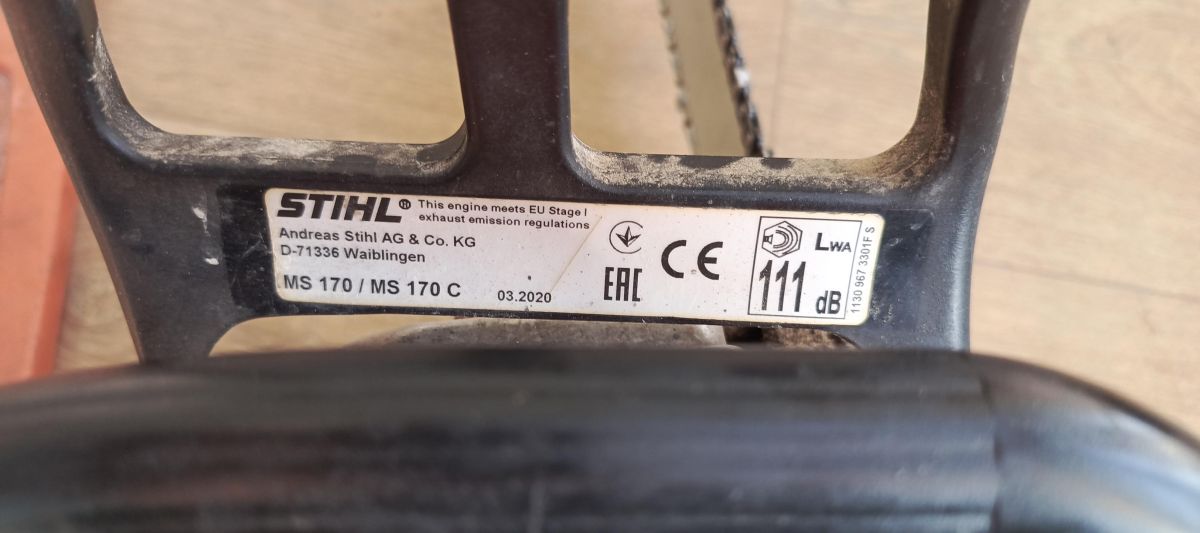 STIHL® This engine meets EU Stage I
exhaust emission regulations
Andreas Stihl AG & Co. KG
D-71336 Waiblingen
MS 170 / MS 170 C 03.2020
EAC
CE
LWA
111 dB
1130 967 3301F S